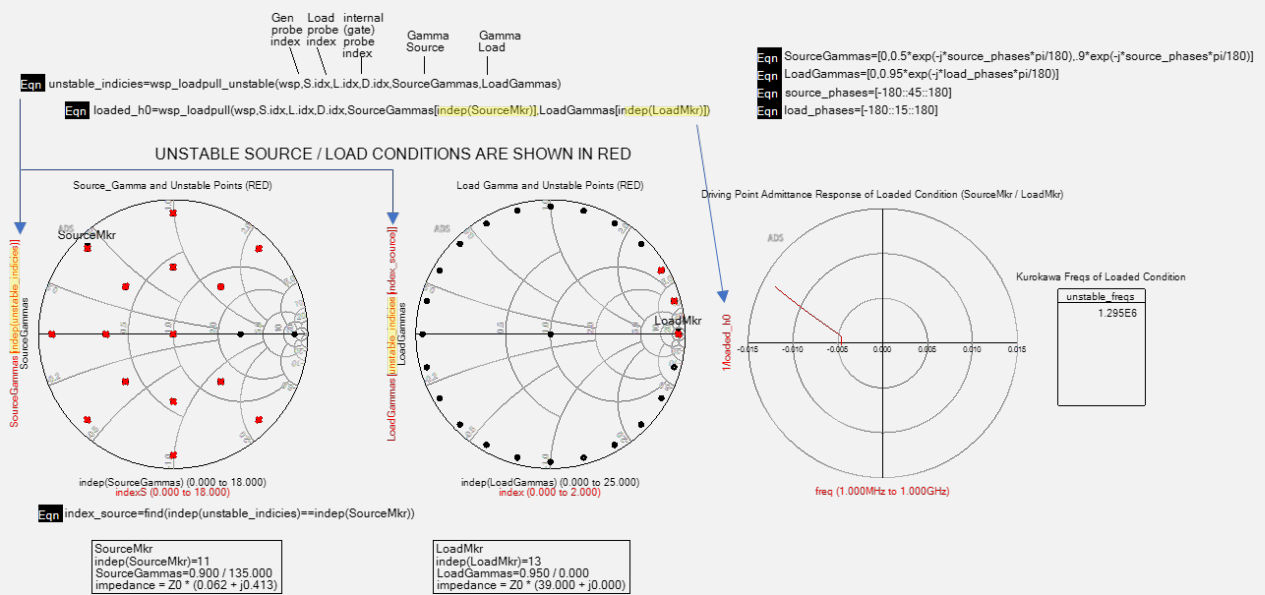 Gen probe index
Load probe index
internal (gate) probe index
Gamma Source
Gamma Load
Eqn unstable_indicies=wsp_loadpull_unstable(wsp,S.idx,L.idx,D.idx,SourceGammas,LoadGammas)
Eqn loaded_h0=wsp_loadpull(wsp,S.idx,L.idx,D.idx,SourceGammas[indep(SourceMkr)],LoadGammas[indep(LoadMkr)])
Eqn SourceGammas=[0,0.5*exp(-j*source_phases*pi/180),.9*exp(-j*source_phases*pi/180)]
Eqn LoadGammas=[0,0.95*exp(-j*load_phases*pi/180)]
Eqn source_phases=[-180::45::180]
Eqn load_phases=[-180::15::180]
UNSTABLE SOURCE / LOAD CONDITIONS ARE SHOWN IN RED
Source_Gamma and Unstable Points (RED)
ADS
SourceMkr
SourceGammas[indep(unstable_indicies)]
SourceGammas
indep(SourceGammas) (0.000 to 18.000)
indexS (0.000 to 18.000)
Load Gamma and Unstable Points (RED)
ADS
LoadMkr
LoadGammas[unstable_indicies[index_source]]
LoadGammas
indep(LoadGammas) (0.000 to 25.000)
index (0.000 to 2.000)
Driving Point Admittance Response of Loaded Condition (SourceMkr / LoadMkr)
ADS
1/loaded_h0
-0.015 -0.010 -0.005 0.000 0.005 0.010 0.015
freq (1.000MHz to 1.000GHz)
Kurokawa Freqs of Loaded Condition
unstable_freqs
1.295E6
Eqn index_source=find(indep(unstable_indicies)==indep(SourceMkr))
SourceMkr
indep(SourceMkr)=11
SourceGammas=0.900 / 135.000
impedance = Z0 * (0.062 + j0.413)
LoadMkr
indep(LoadMkr)=13
LoadGammas=0.950 / 0.000
impedance = Z0 * (39.000 + j0.000)